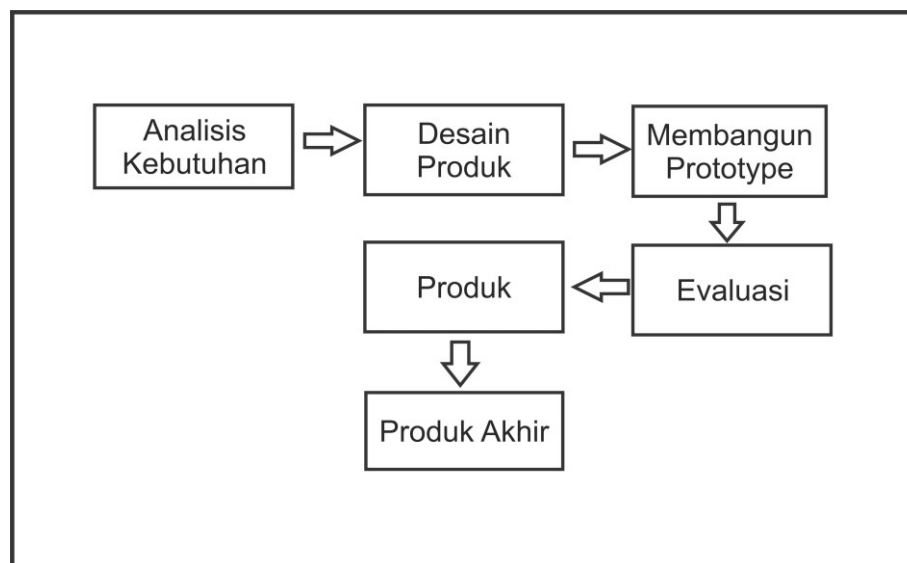 Analisis
Kebutuhan
Desain
Produk
Membangun
Prototype
Evaluasi
Produk
Produk Akhir